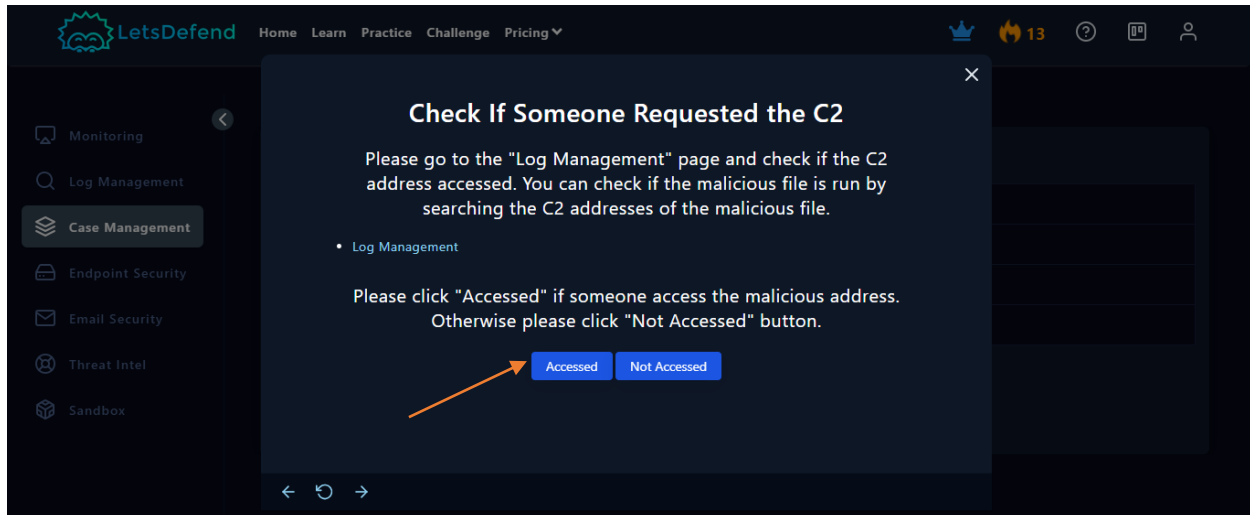 LetsDefend Home Learn Practice Challenge Pricing 13
Check If Someone Requested the C2
Please go to the "Log Management" page and check if the C2
address accessed. You can check if the malicious file is run by
searching the C2 addresses of the malicious file.
• Log Management
Please click "Accessed" if someone access the malicious address.
Otherwise please click "Not Accessed" button.
Accessed Not Accessed
Monitoring
Log Management
Case Management
Endpoint Security
Email Security
Threat Intel
Sandbox